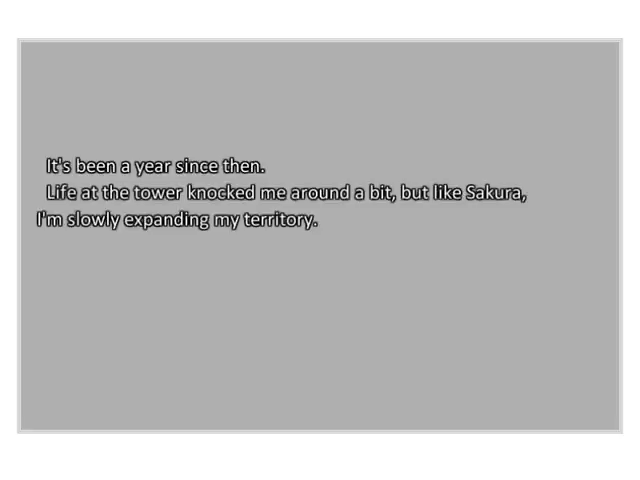 It's been a year since then.
Life at the tower knocked me around a bit, but like Sakura,
I'm slowly expanding my territory.